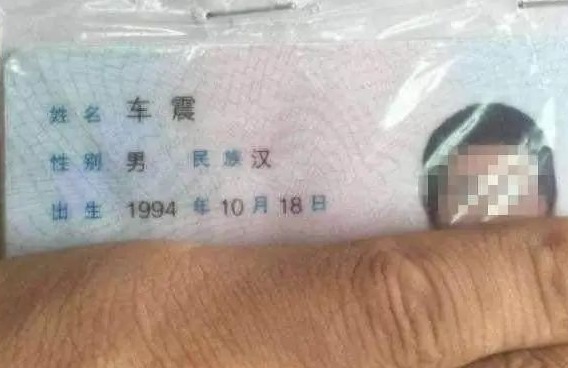 姓名 车震
性别 男 民族 汉
出生 1994 年 10 月 18 日